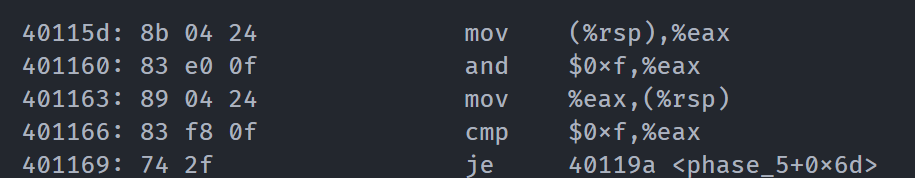 40115d: 8b 04 24 mov (%rsp),%eax
401160: 83 e0 0f and $0xf,%eax
401163: 89 04 24 mov %eax,(%rsp)
401166: 83 f8 0f cmp $0xf,%eax
401169: 74 2f je 40119a <phase_5+0x6d>